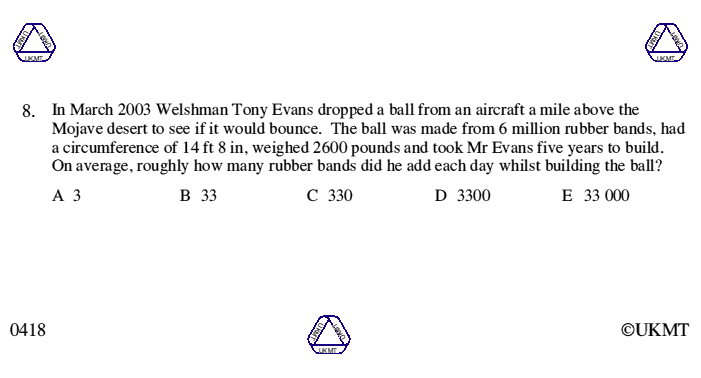 UKMT UKMT UKMT
UKMT UKMT UKMT
8. In March 2003 Welshman Tony Evans dropped a ball from an aircraft a mile above the
Mojave desert to see if it would bounce. The ball was made from 6 million rubber bands, had
a circumference of 14 ft 8 in, weighed 2600 pounds and took Mr Evans five years to build.
On average, roughly how many rubber bands did he add each day whilst building the ball?
A 3 B 33 C 330 D 3300 E 33 000
0418 UKMT UKMT UKMT ©UKMT